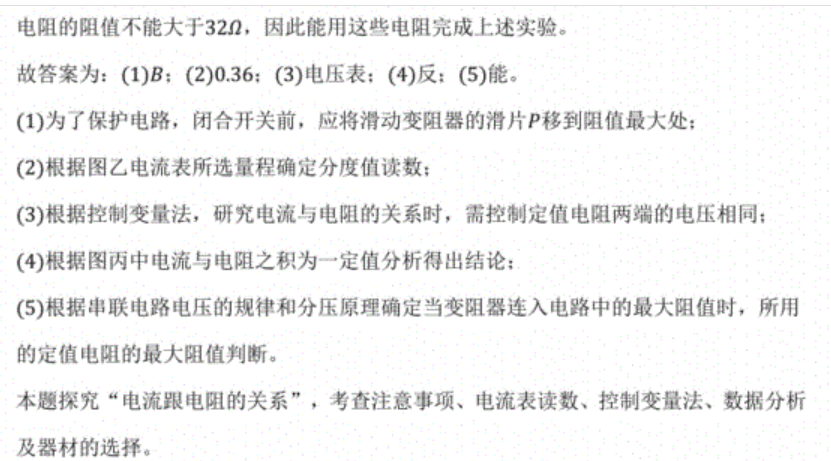 电阻的阻值不能大于32Ω，因此能用这些电阻完成上述实验。
故答案为：(1)B；(2)0.36；(3)电压表；(4)反；(5)能。
(1)为了保护电路，闭合开关前，应将滑动变阻器的滑片P移到阻值最大处；
(2)根据图乙电流表所选量程确定分度值读数；
(3)根据控制变量法，研究电流与电阻的关系时，需控制定值电阻两端的电压相同；
(4)根据图丙中电流与电阻之积为一定值分析得出结论；
(5)根据串联电路电压的规律和分压原理确定当变阻器连入电路中的最大阻值时，所用
的定值电阻的最大阻值判断。
本题探究“电流跟电阻的关系”，考查注意事项、电流表读数、控制变量法、数据分析
及器材的选择。